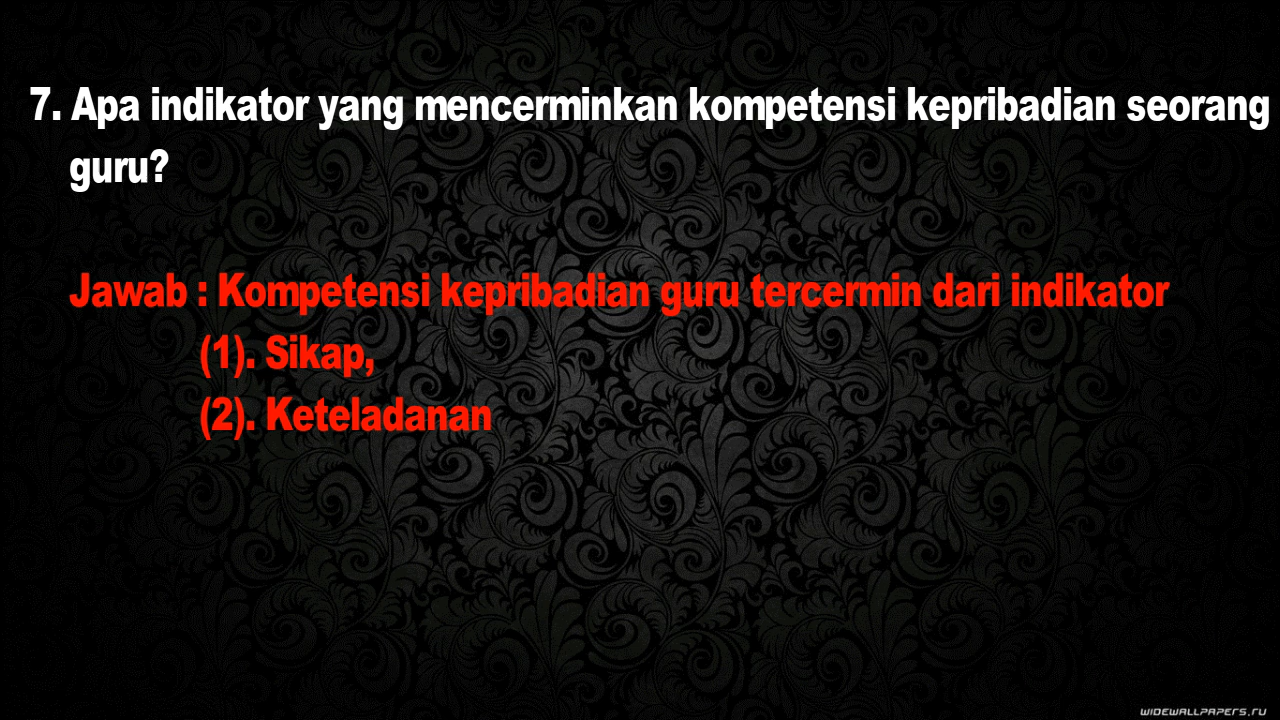 7. Apa indikator yang mencerminkan kompetensi kepribadian seorang
guru?
Jawab : Kompetensi kepribadian guru tercermin dari indikator
(1). Sikap,
(2). Keteladanan
WIDEWALLPAPERS.RU